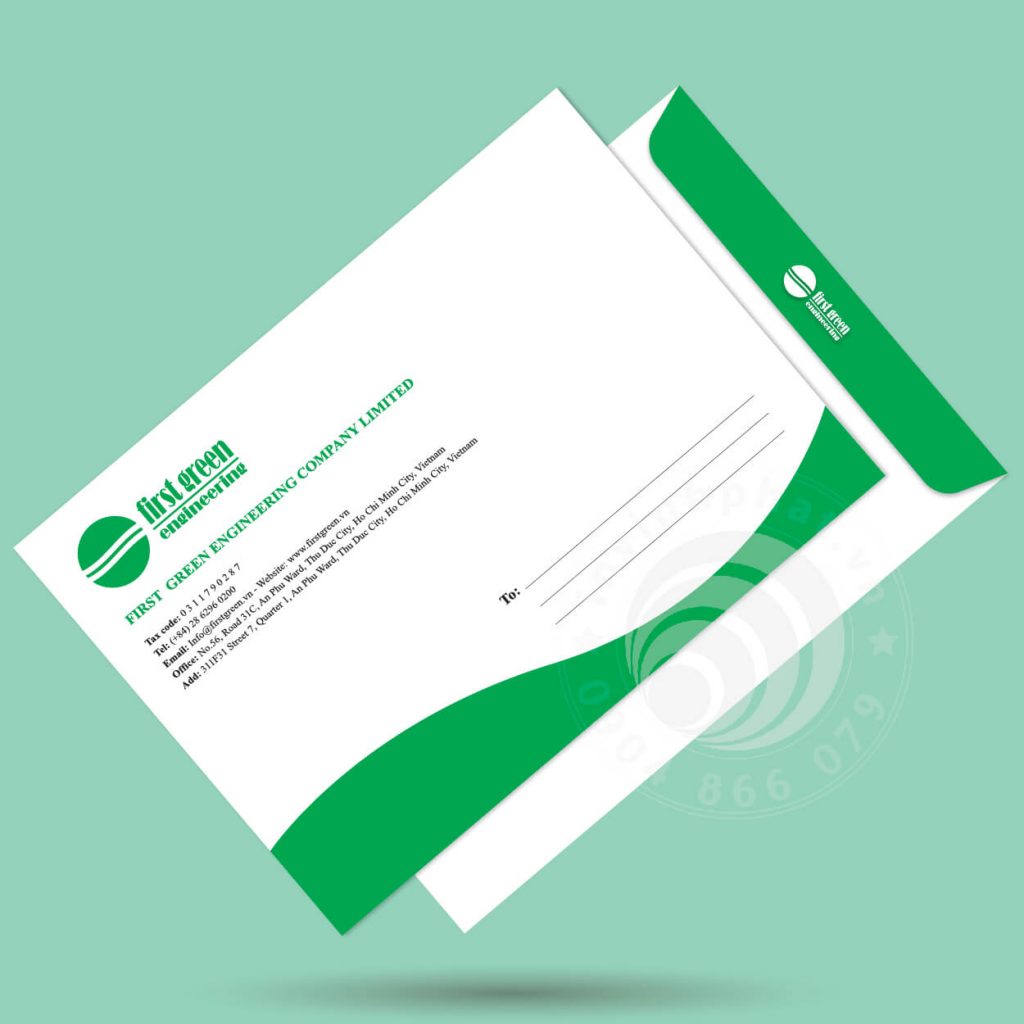 first green
engineering
FIRST GREEN ENGINEERING COMPANY LIMITED
Tax code: 0 3 1 1 7 9 0 2 8 7
Tel: (+84) 28 6296 0200
Email: Info@firstgreen.vn - Website: www.firstgreen.vn
Office: No.56, Road 31C, An Phu Ward, Thu Duc City, Ho Chi Minh City, Vietnam
Add: 311F31 Street 7, Quarter 1, An Phu Ward, Thu Duc City, Ho Chi Minh City, Vietnam
To:
first green
engineering
866 079